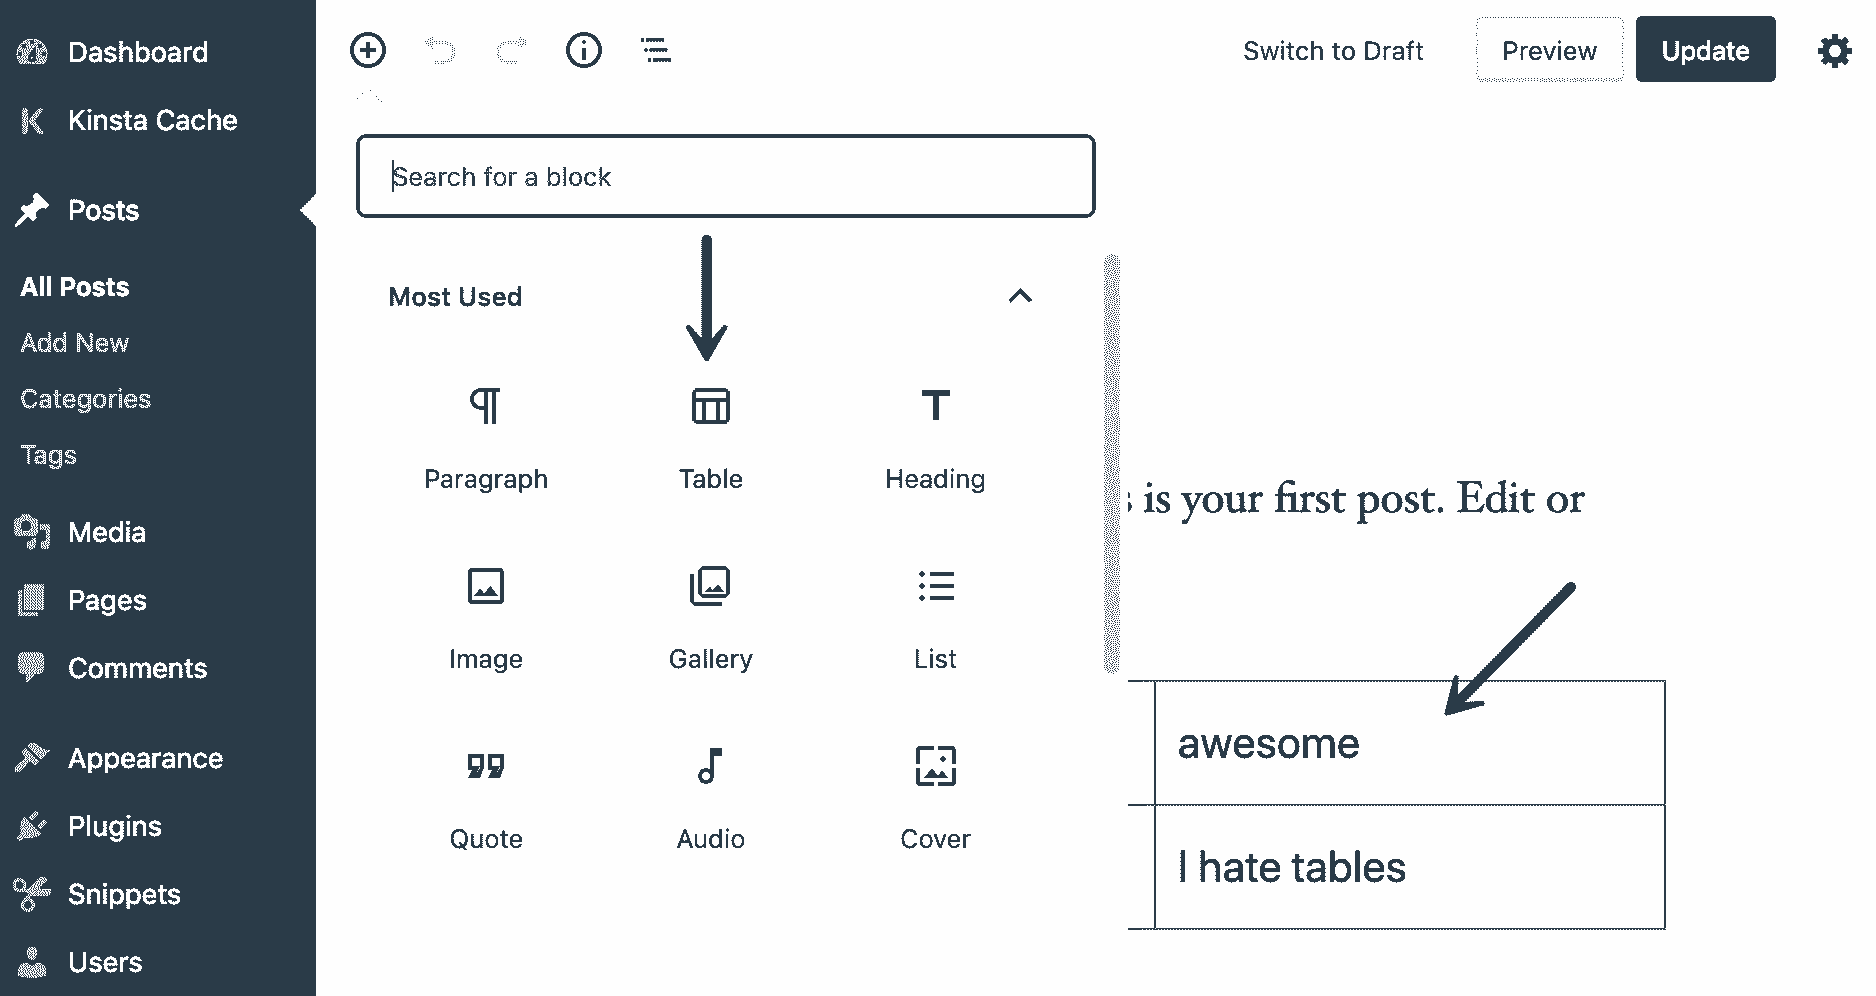 Dashboard
Kinsta Cache
Posts
All Posts
Add New
Categories
Tags
Media
Pages
Comments
Appearance
Plugins
Snippets
Users
Switch to Draft
Preview
Update
Search for a block
Most Used
Paragraph
Table
Heading
Image
Gallery
List
Quote
Audio
Cover
is your first post. Edit or
awesome
I hate tables